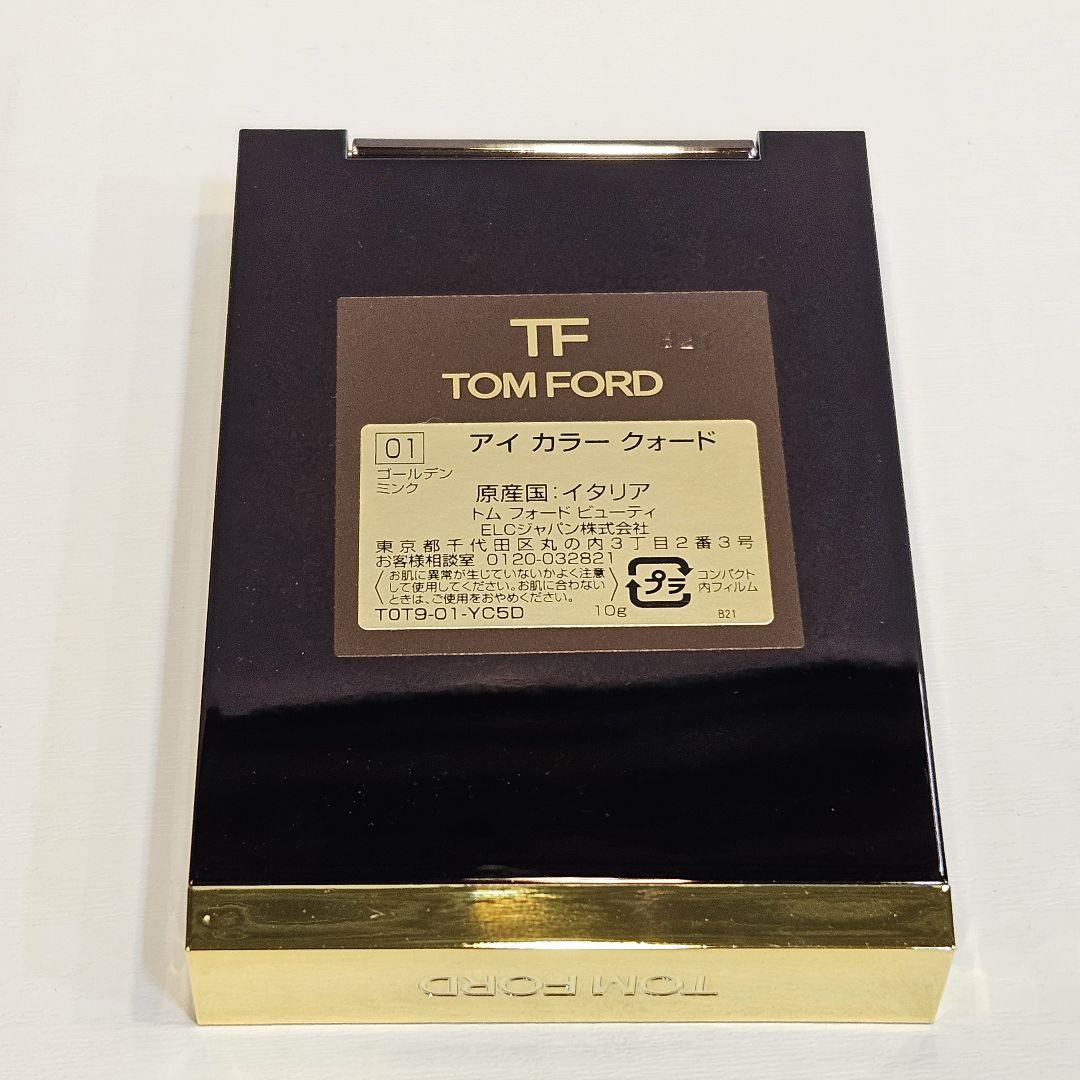 TF
TOM FORD
01
ゴールデン
ミンク
アイ カラー クォード
原産国:イタリア
トム フォード ビューティ
ELCジャパン株式会社
東京都千代田区丸の内3丁目2番3号
お客様相談室 0120-032821
お肌に異常が生じていないかよく注意
して使用してください。お肌に合わない
ときは、ご使用をおやめください。
プラ
コンパクト
内フィルム
T0T9-01-YC5D
10g
B21
TOM FORD